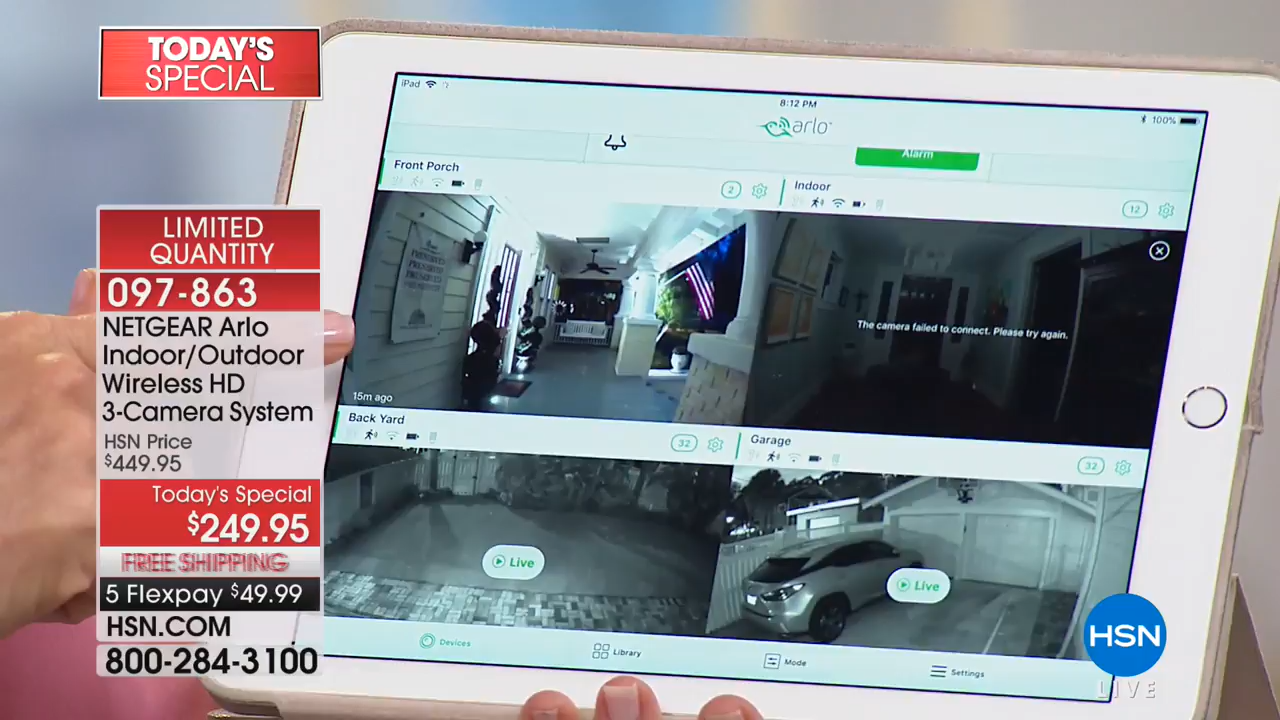 TODAY'S
SPECIAL
LIMITED
QUANTITY
097-863
NETGEAR Arlo
Indoor/Outdoor
Wireless HD
3-Camera System
HSN Price
$449.95
Today's Special
$249.95
FREE SHIPPING
5 Flexpay $49.99
HSN.COM
800-284-3100
iPad
8:12 PM
100%
arlo
Alarm
Front Porch
2
Indoor
12
The camera failed to connect. Please try again.
15m ago
Back Yard
32
Garage
32
Live
Live
Devices
Library
Mode
Settings
HSN
LIVE